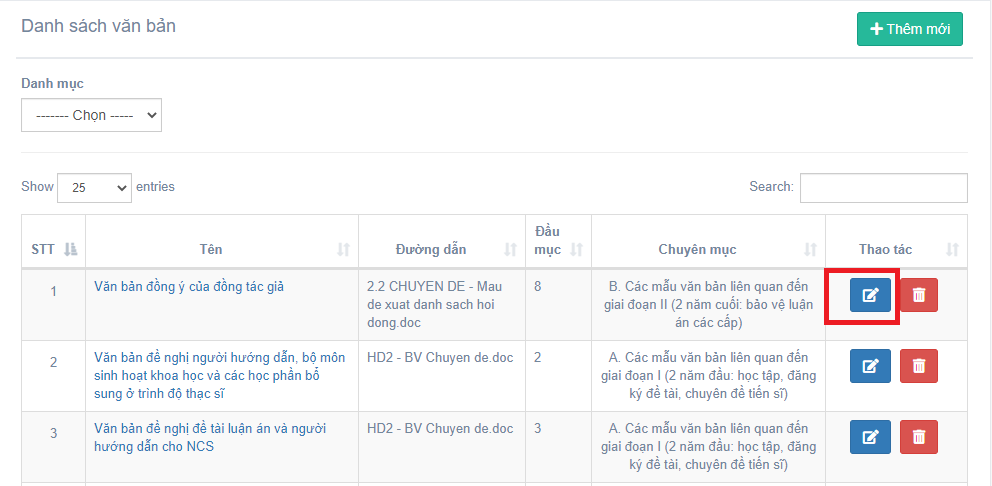 Danh sách văn bản
Thêm mới
Danh mục
------- Chọn -----
Show 25 entries
Search:
STT Tên Đường dẫn Đầu mục Chuyên mục Thao tác
1 Văn bản đồng ý của đồng tác giả 2.2 CHUYEN DE - Mau 8 B. Các mẫu văn bản liên quan đến
de xuat danh sach hoi giai đoạn II (2 năm cuối: bảo vệ luận
dong.doc án các cấp)
2 Văn bản đề nghị người hướng dẫn, bộ môn HD2 - BV Chuyen de.doc 2 A. Các mẫu văn bản liên quan đến
sinh hoạt khoa học và các học phần bổ giai đoạn I (2 năm đầu: học tập, đăng
sung ở trình độ thạc sĩ ký đề tài, chuyên đề tiến sĩ)
3 Văn bản đề nghị đề tài luận án và người HD2 - BV Chuyen de.doc 3 A. Các mẫu văn bản liên quan đến
hướng dẫn cho NCS giai đoạn I (2 năm đầu: học tập, đăng
ký đề tài, chuyên đề tiến sĩ)